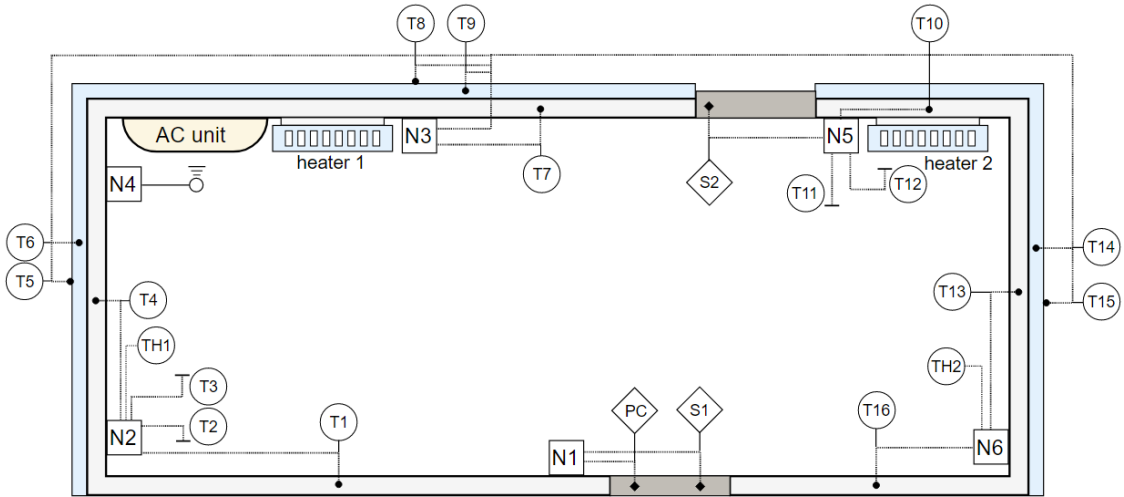 T8
T9
T10
AC unit
N3
N5
heater 1
heater 2
N4
T7
S2
T11
T12
T6
T14
T5
T4
T13
T15
TH1
TH2
T3
PC
S1
T16
T2
T1
N2
N1
N6